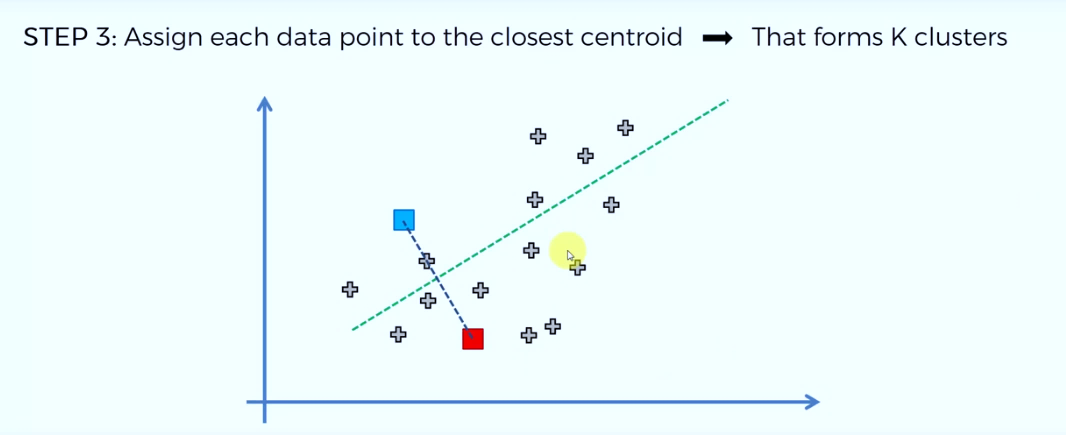 STEP 3: Assign each data point to the closest centroid ➡ That forms K clusters